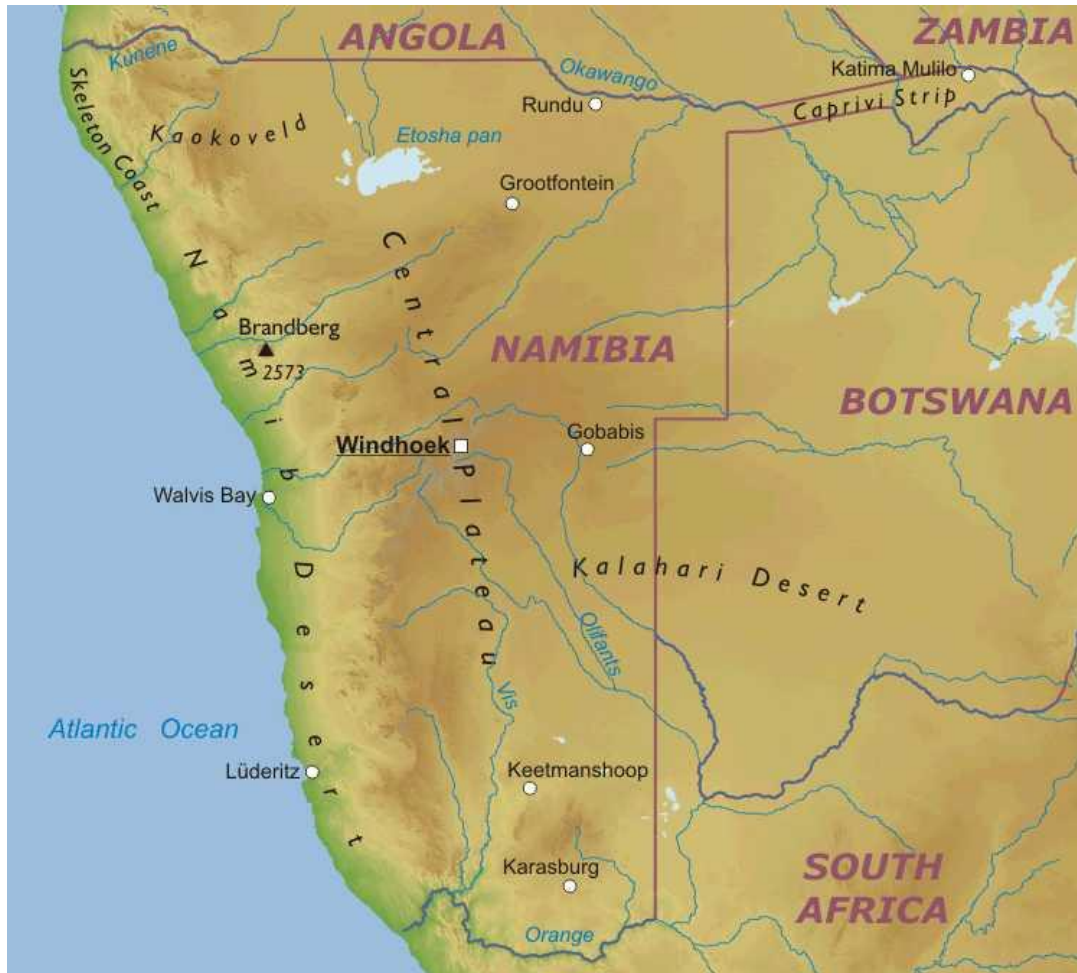 ANGOLA
ZAMBIA
Kunene
Okawango
Katima Mulilo
Caprivi Strip
Rundu
Skeleton Coast
Kaokoveld
Etosha pan
Grootfontein
Namib Desert
Central Plateau
Brandberg
2573
NAMIBIA
BOTSWANA
Windhoek
Gobabis
Walvis Bay
Kalahari Desert
Olifants
Vis
Atlantic Ocean
Lüderitz
Keetmanshoop
Karasburg
SOUTH
AFRICA
Orange